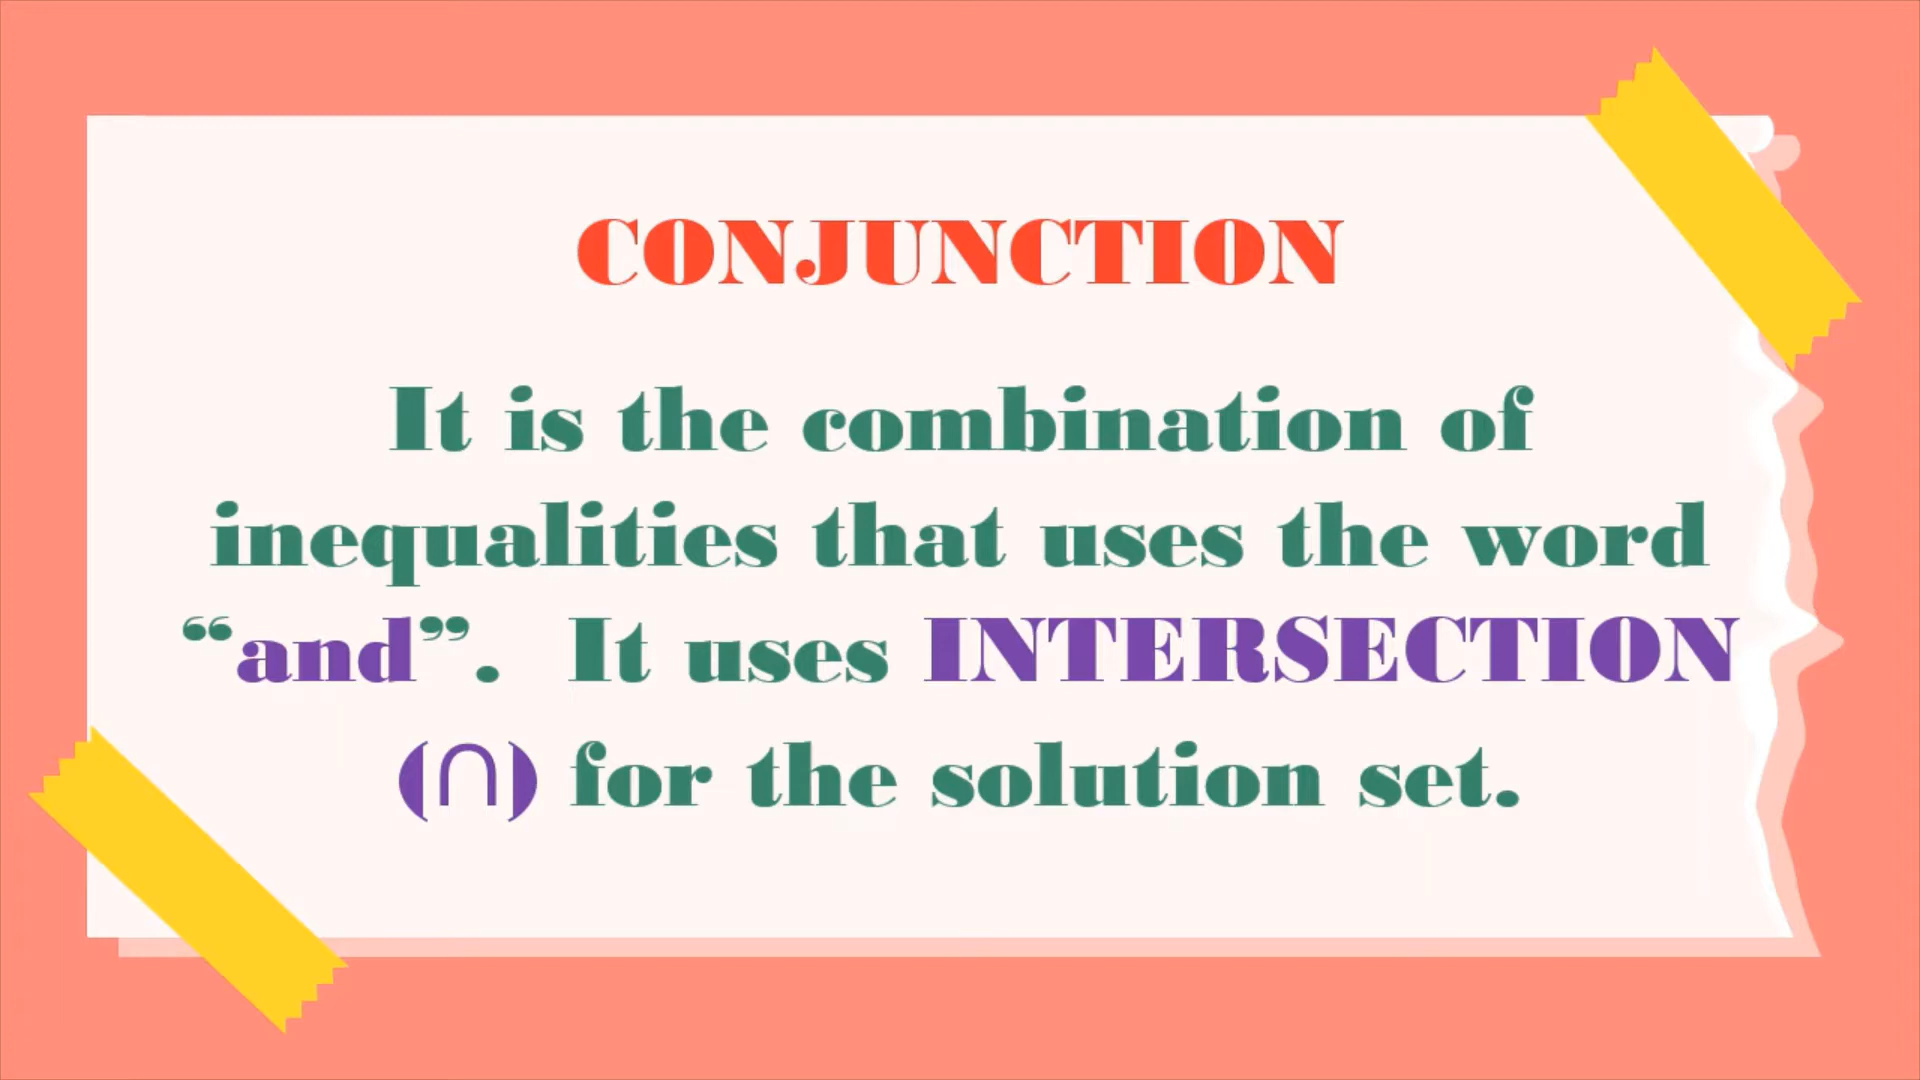 CONJUNCTION
It is the combination of
inequalities that uses the word
“and”. It uses INTERSECTION
(∩) for the solution set.